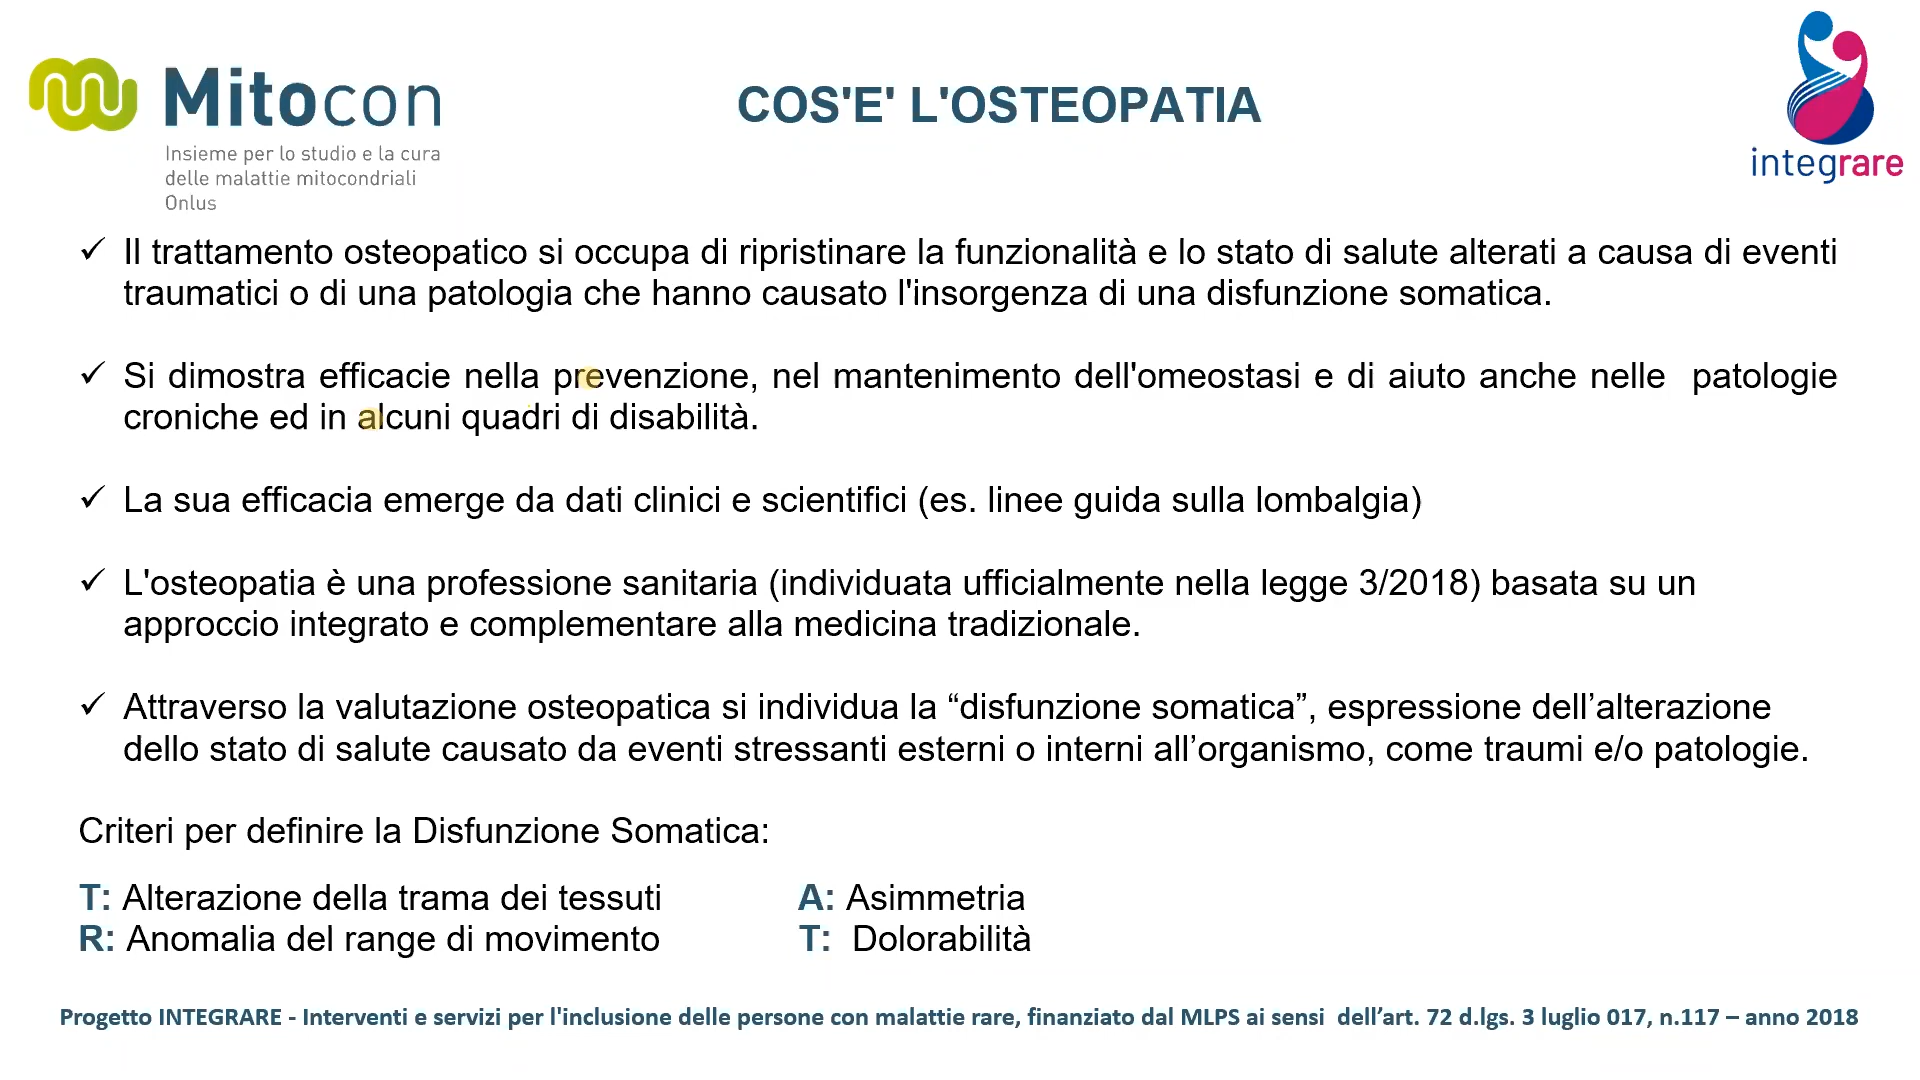 Mitocon
Insieme per lo studio e la cura
delle malattie mitocondriali
Onlus
COS'E' L'OSTEOPATIA
integrare
✓ Il trattamento osteopatico si occupa di ripristinare la funzionalità e lo stato di salute alterati a causa di eventi
traumatici o di una patologia che hanno causato l'insorgenza di una disfunzione somatica.
✓ Si dimostra efficacie nella prevenzione, nel mantenimento dell'omeostasi e di aiuto anche nelle patologie
croniche ed in alcuni quadri di disabilità.
✓ La sua efficacia emerge da dati clinici e scientifici (es. linee guida sulla lombalgia)
✓ L'osteopatia è una professione sanitaria (individuata ufficialmente nella legge 3/2018) basata su un
approccio integrato e complementare alla medicina tradizionale.
✓ Attraverso la valutazione osteopatica si individua la “disfunzione somatica”, espressione dell’alterazione
dello stato di salute causato da eventi stressanti esterni o interni all’organismo, come traumi e/o patologie.
Criteri per definire la Disfunzione Somatica:
T: Alterazione della trama dei tessuti A: Asimmetria
R: Anomalia del range di movimento T: Dolorabilità
Progetto INTEGRARE - Interventi e servizi per l'inclusione delle persone con malattie rare, finanziato dal MLPS ai sensi dell’art. 72 d.lgs. 3 luglio 017, n.117 – anno 2018